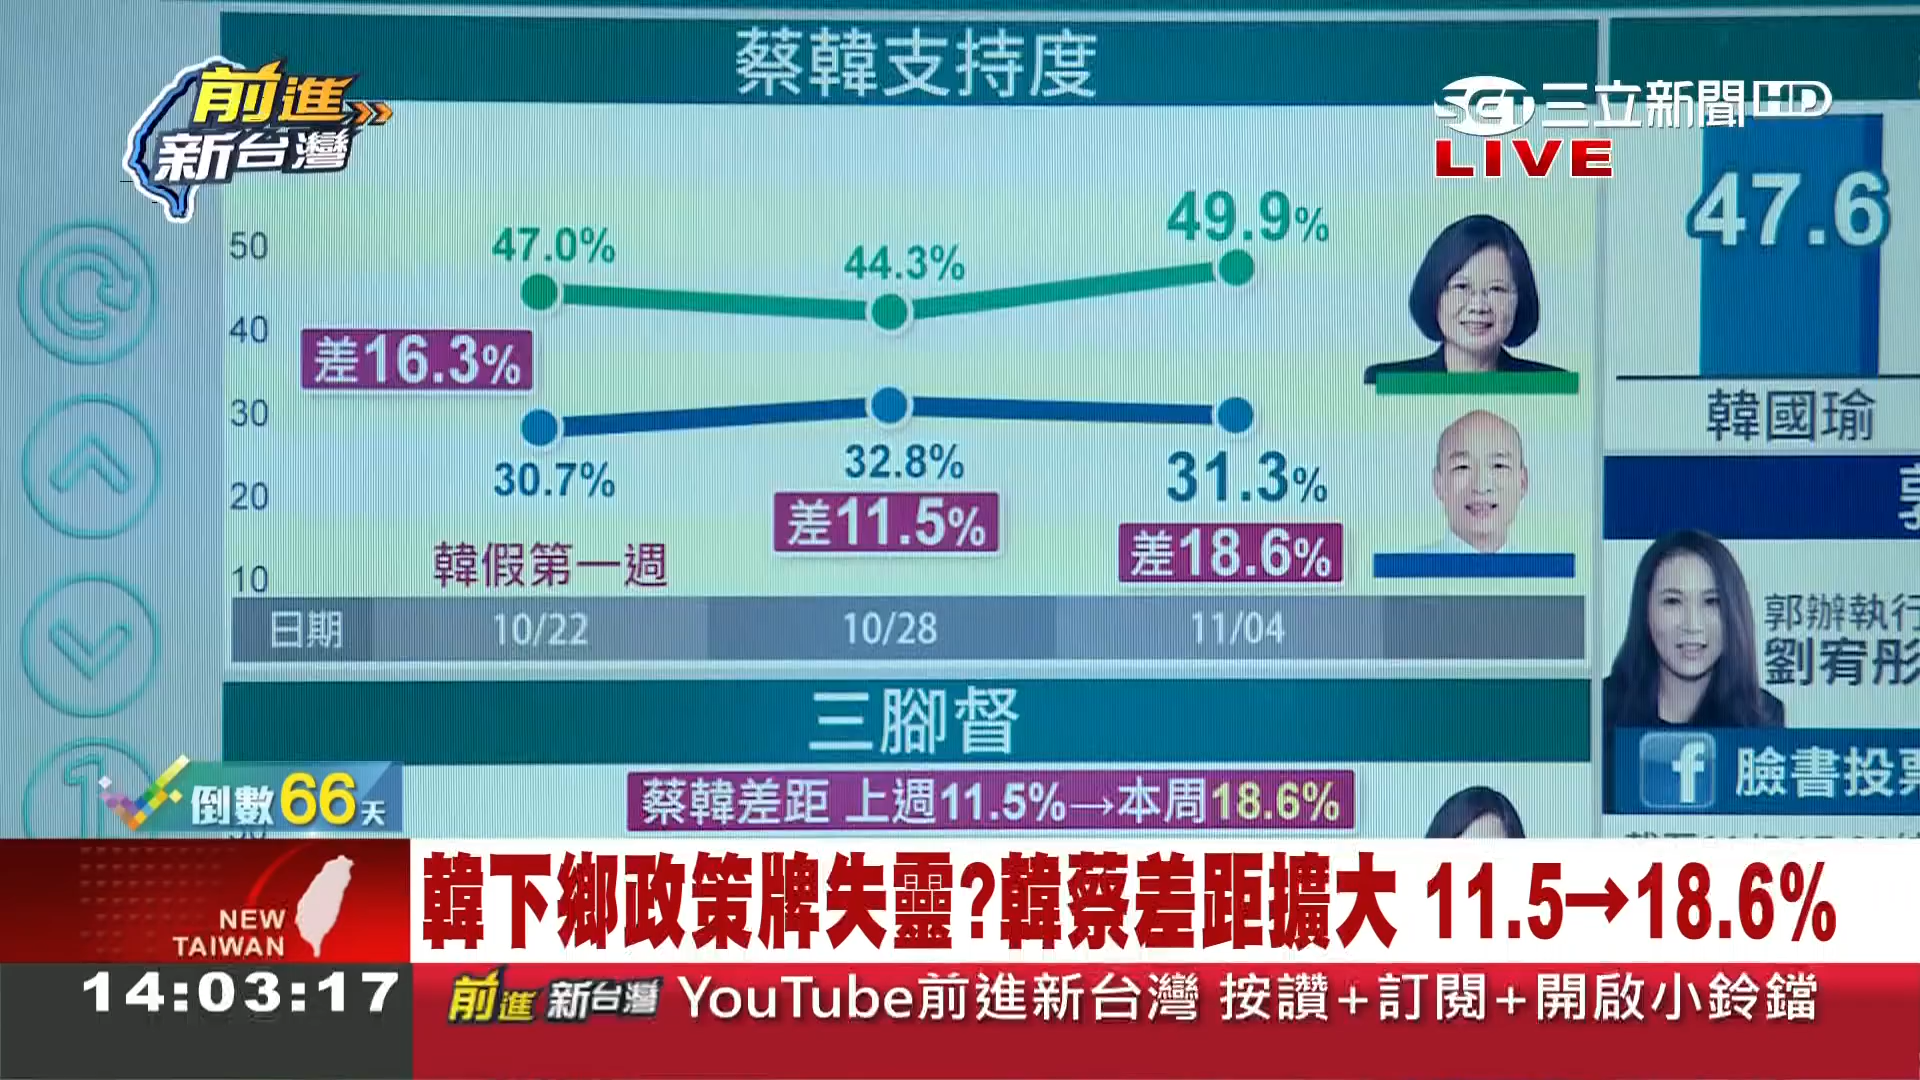 蔡韓支持度
前進
新台灣
SET三立新聞HD
LIVE
47.6
50
47.0%
44.3%
49.9%
40
差16.3%
30
韓國瑜
30.7%
32.8%
31.3%
20
差11.5%
差18.6%
韓假第一週
10
日期
10/22
10/28
11/04
郭辦執行
劉宥彤
三腳督
臉書投票
蔡韓差距 上週11.5%→本周18.6%
倒數66天
韓下鄉政策牌失靈?韓蔡差距擴大 11.5→18.6%
NEW
TAIWAN
14:03:17
前進新台灣 YouTube前進新台灣 按讚+訂閱+開啟小鈴鐺